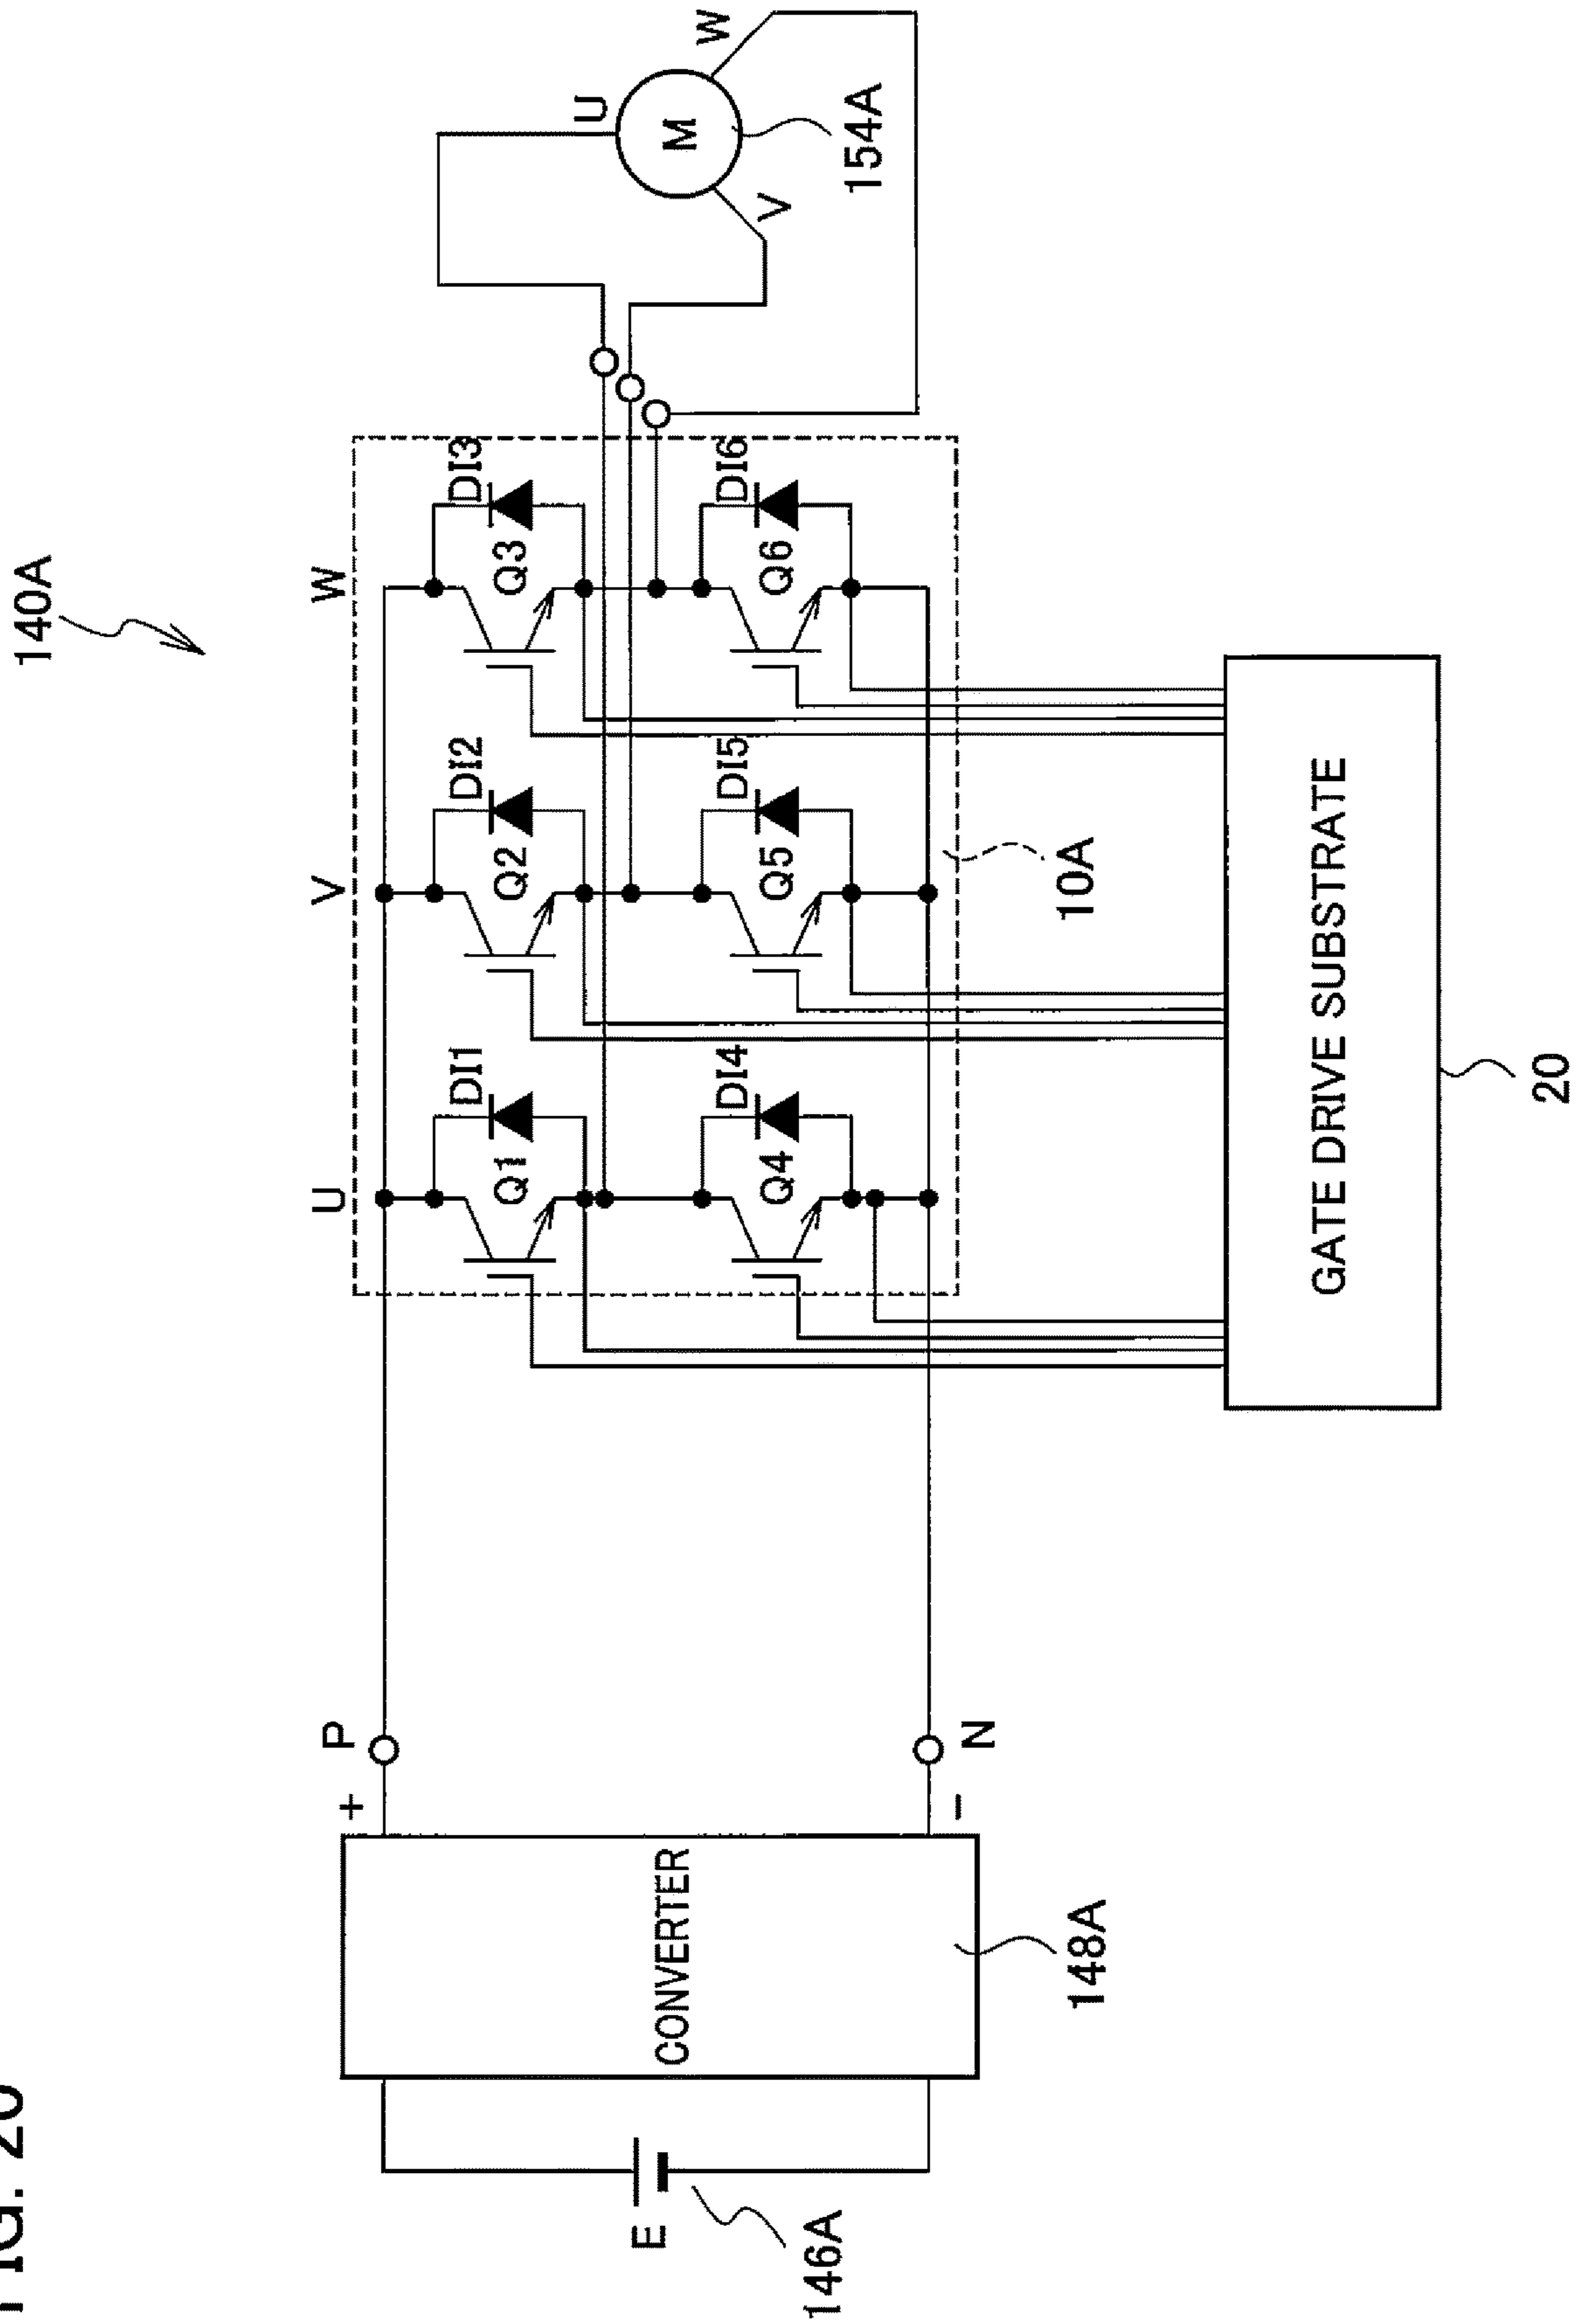 FIG. 20
140A
U
V
W
P
+
DI1
DI2
DI3
Q1
Q2
Q3
U
M
W
V
154A
E
CONVERTER
DI4
DI5
DI6
Q4
Q5
Q6
146A
148A
−
N
10A
GATE DRIVE SUBSTRATE
20